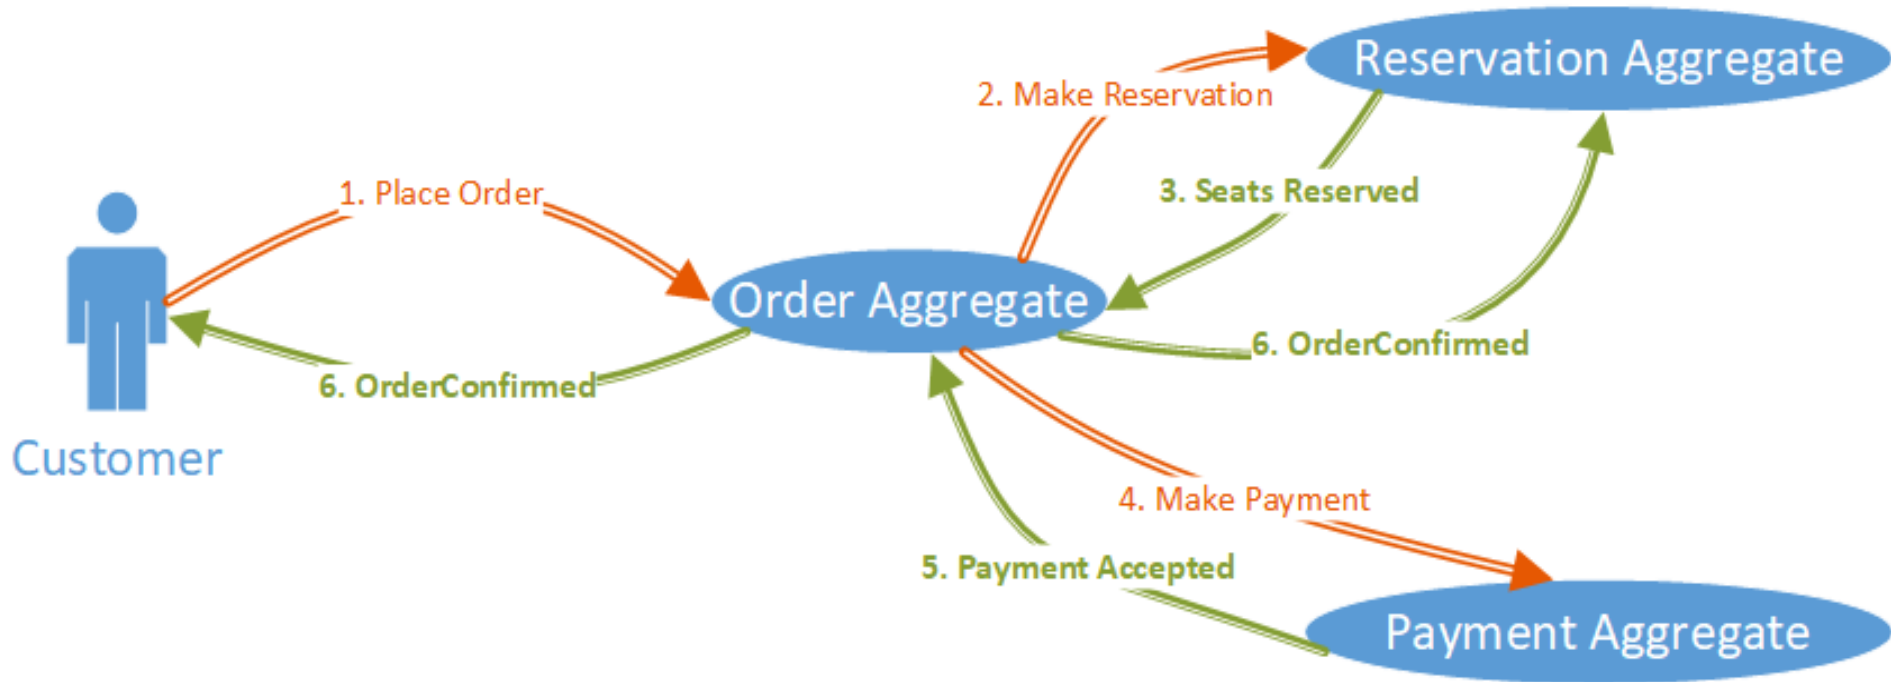 Reservation Aggregate
2. Make Reservation
3. Seats Reserved
1. Place Order
Order Aggregate
6. OrderConfirmed
6. OrderConfirmed
Customer
4. Make Payment
5. Payment Accepted
Payment Aggregate